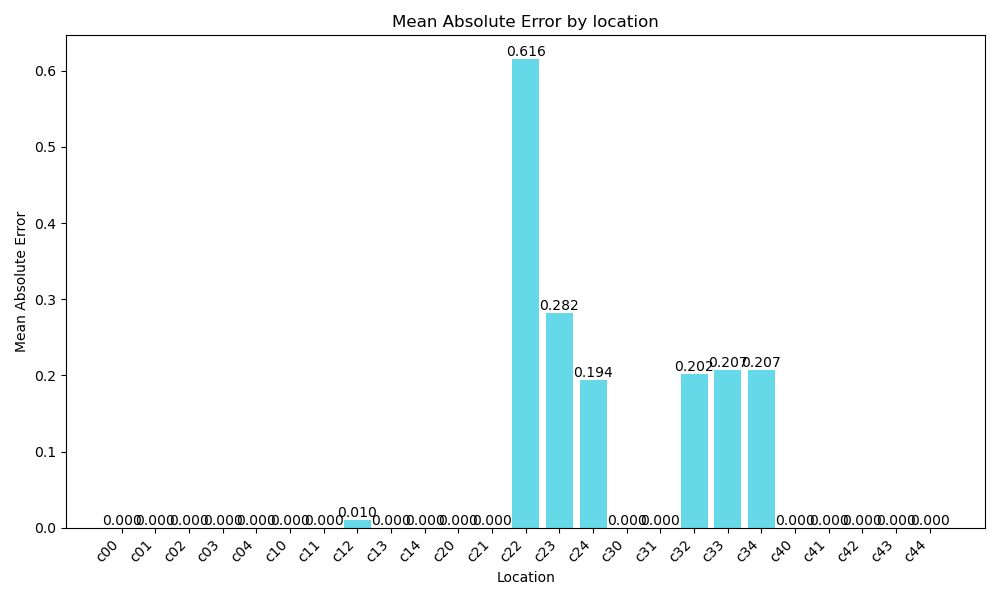 Mean Absolute Error by location
Mean Absolute Error
0.6
0.5
0.4
0.3
0.2
0.1
0.0
0.000 0.000 0.000 0.000 0.000 0.000 0.000 0.010 0.000 0.000 0.000 0.000 0.616 0.282 0.194 0.000 0.000 0.202 0.207 0.207 0.000 0.000 0.000 0.000 0.000
c00 c01 c02 c03 c04 c10 c11 c12 c13 c14 c20 c21 c22 c23 c24 c30 c31 c32 c33 c34 c40 c41 c42 c43 c44
Location